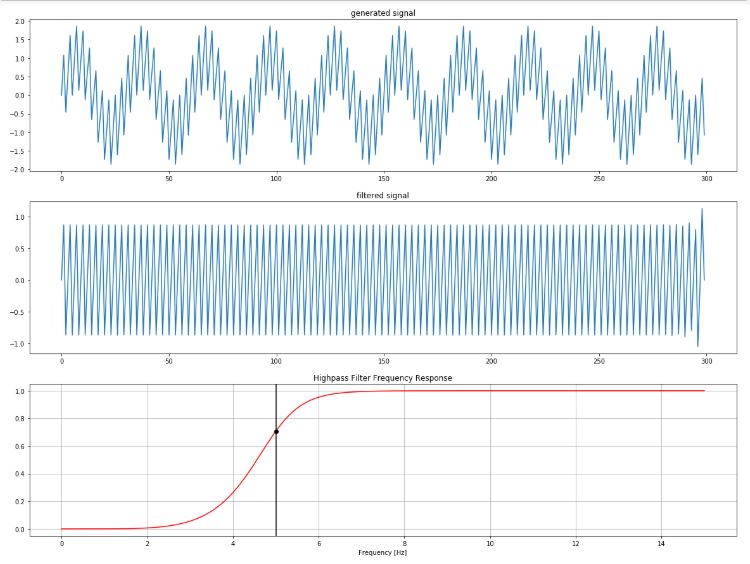 generated signal
2.0
1.5
1.0
0.5
0.0
−0.5
−1.0
−1.5
−2.0
0 50 100 150 200 250 300
filtered signal
1.0
0.5
0.0
−0.5
−1.0
0 50 100 150 200 250 300
Highpass Filter Frequency Response
1.0
0.8
0.6
0.4
0.2
0.0
0 2 4 6 8 10 12 14
Frequency [Hz]